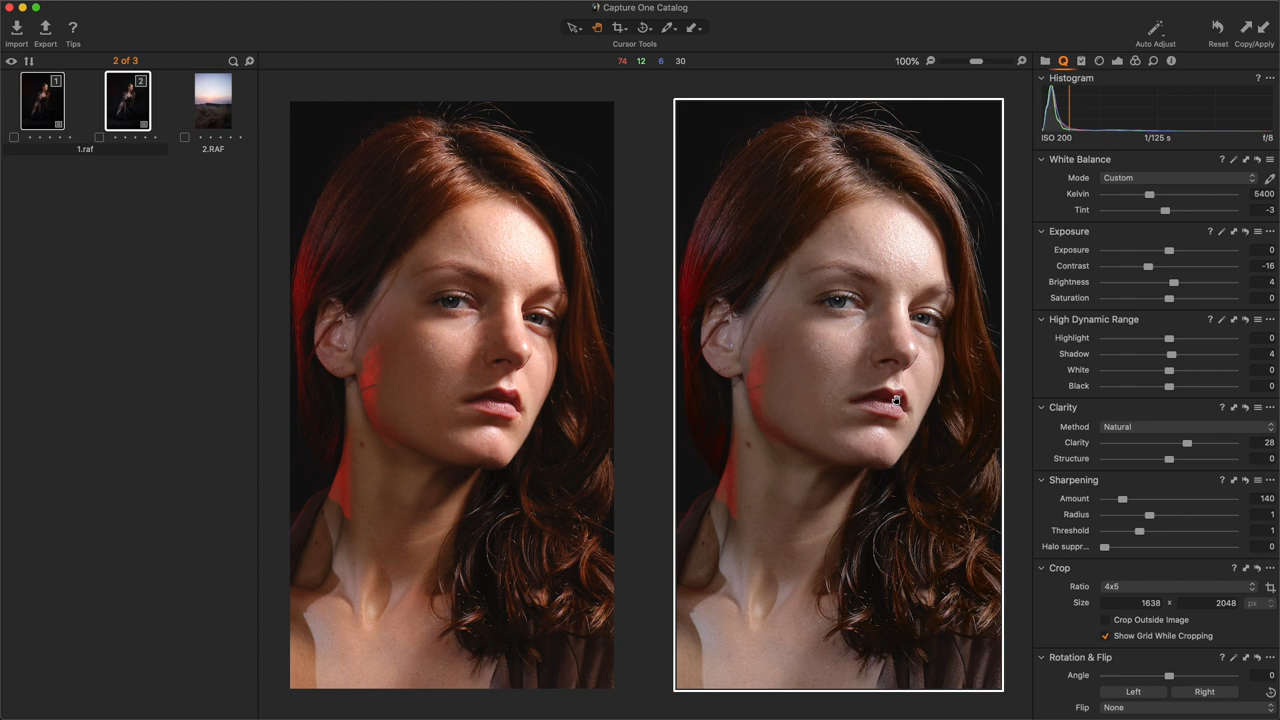 Capture One Catalog
Import
Export
Tips
Cursor Tools
Auto Adjust
Reset
Copy/Apply
2 of 3
74 12 6 30
100%
1
2
1.raf
2.RAF
Histogram
ISO 200 1/125 s f/8
White Balance
Mode Custom
Kelvin 5400
Tint -3
Exposure
Exposure 0
Contrast -16
Brightness 4
Saturation 0
High Dynamic Range
Highlight 0
Shadow 4
White 0
Black 0
Clarity
Method Natural
Clarity 28
Structure 0
Sharpening
Amount 140
Radius 1
Threshold 1
Halo suppr... 0
Crop
Ratio 4x5
Size 1638 x 2048 px
Crop Outside Image
Show Grid While Cropping
Rotation & Flip
Angle 0
Left Right
Flip None